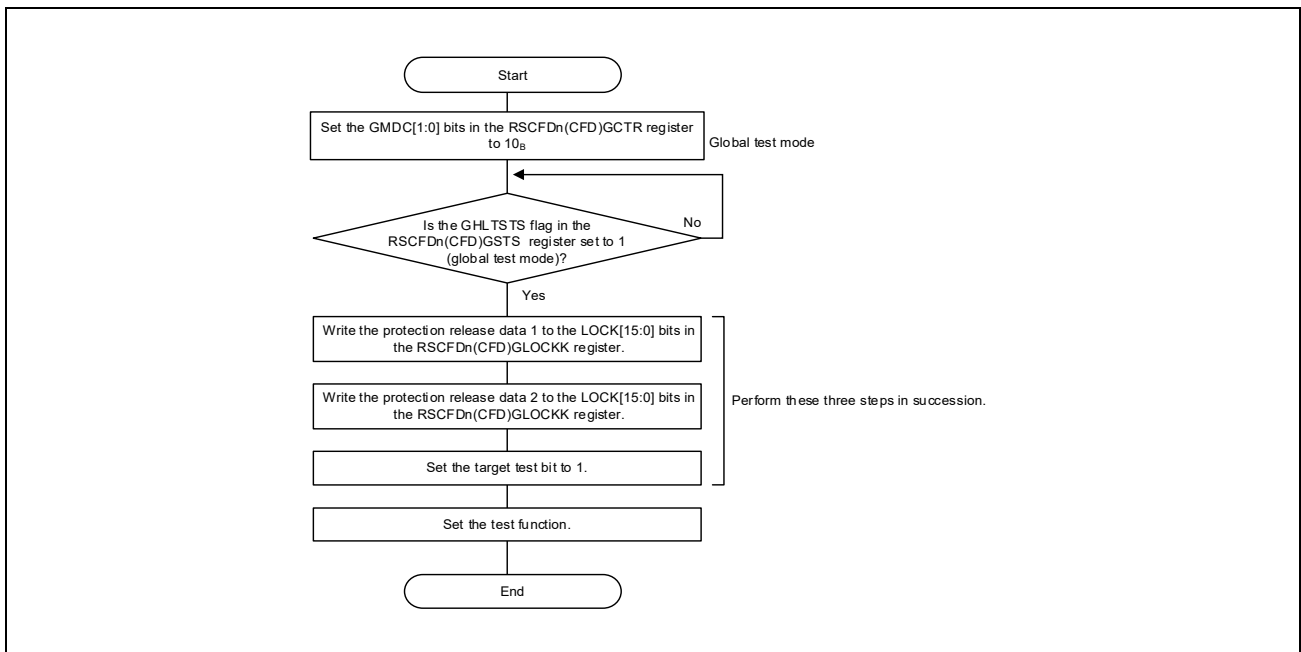 Start
Set the GMDC[1:0] bits in the RSCFDn(CFD)GCTR register
to 10B
Global test mode
Is the GHLTSTS flag in the
RSCFDn(CFD)GSTS register set to 1
(global test mode)?
No
Yes
Write the protection release data 1 to the LOCK[15:0] bits in
the RSCFDn(CFD)GLOCKK register.
Write the protection release data 2 to the LOCK[15:0] bits in
the RSCFDn(CFD)GLOCKK register.
Perform these three steps in succession.
Set the target test bit to 1.
Set the test function.
End